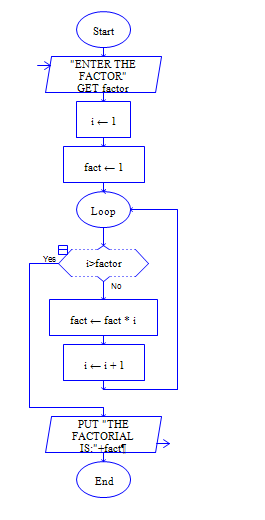 Start
"ENTER THE
FACTOR"
GET factor
i ← 1
fact ← 1
Loop
Yes
i>factor
No
fact ← fact * i
i ← i + 1
PUT "THE
FACTORIAL
IS:"+fact¶
End